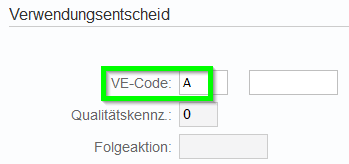 Verwendungsentscheid
VE-Code: A
Qualitätskennz.: 0
Folgeaktion: